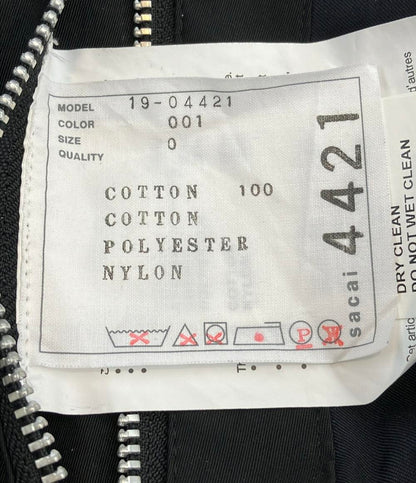 MODEL 19-04421
COLOR 001
SIZE 0
QUALITY
COTTON 100
COTTON
POLYESTER
NYLON
sacai 4421
P
d'autres
DRY CLEAN
DO NOT WET CLEAN